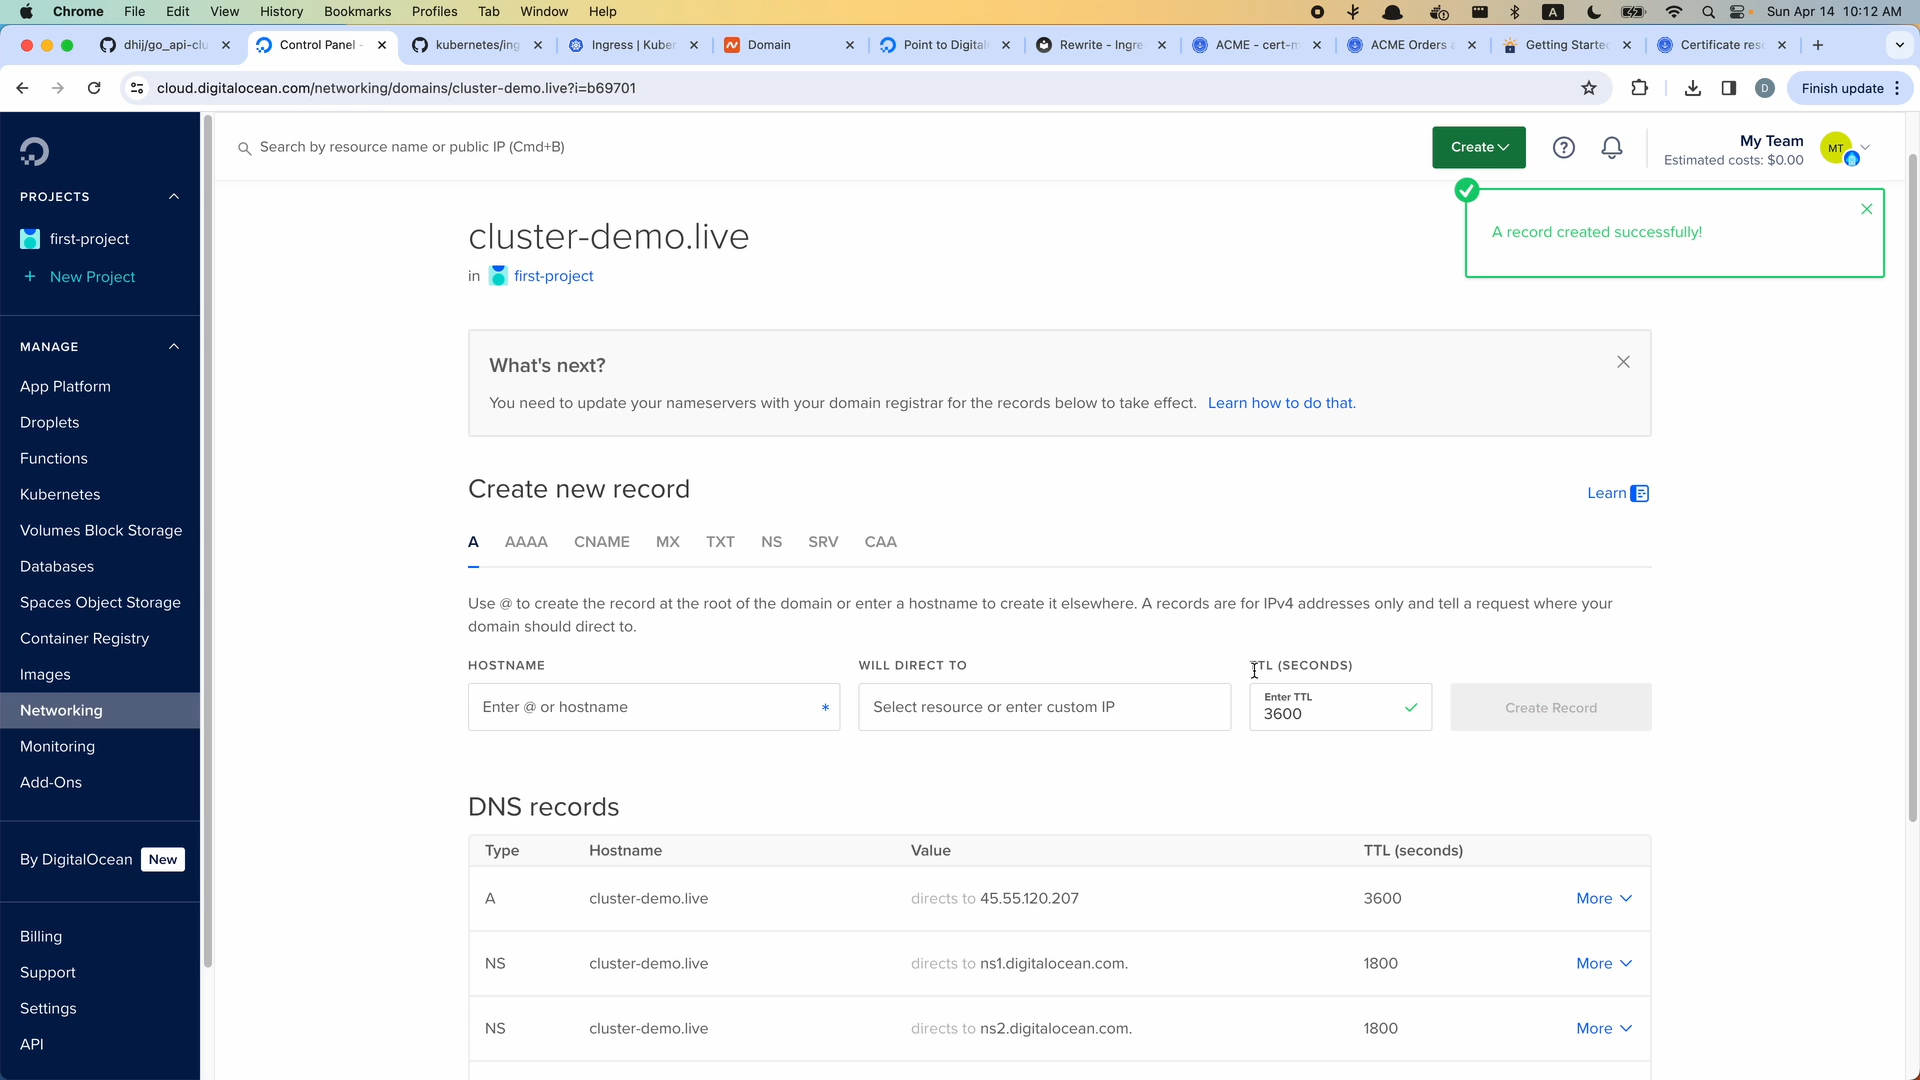 Chrome File Edit View History Bookmarks Profiles Tab Window Help A Sun Apr 14 10:12 AM
dhij/go_api-clu Control Panel - kubernetes/ing Ingress | Kuber Domain Point to Digital Rewrite - Ingre ACME - cert-m ACME Orders a Getting Starte Certificate res
cloud.digitalocean.com/networking/domains/cluster-demo.live?i=b69701 D Finish update
Search by resource name or public IP (Cmd+B)
Create
My Team
Estimated costs: $0.00
MT
PROJECTS
first-project
+ New Project
MANAGE
App Platform
Droplets
Functions
Kubernetes
Volumes Block Storage
Databases
Spaces Object Storage
Container Registry
Images
Networking
Monitoring
Add-Ons
By DigitalOcean New
Billing
Support
Settings
API
A record created successfully!
cluster-demo.live
in first-project
What's next?
You need to update your nameservers with your domain registrar for the records below to take effect. Learn how to do that.
Create new record
Learn
A AAAA CNAME MX TXT NS SRV CAA
Use @ to create the record at the root of the domain or enter a hostname to create it elsewhere. A records are for IPv4 addresses only and tell a request where your
domain should direct to.
HOSTNAME WILL DIRECT TO TTL (SECONDS)
Enter @ or hostname *
Select resource or enter custom IP
Enter TTL
3600
Create Record
DNS records
Type Hostname Value TTL (seconds)
A cluster-demo.live directs to 45.55.120.207 3600 More
NS cluster-demo.live directs to ns1.digitalocean.com. 1800 More
NS cluster-demo.live directs to ns2.digitalocean.com. 1800 More